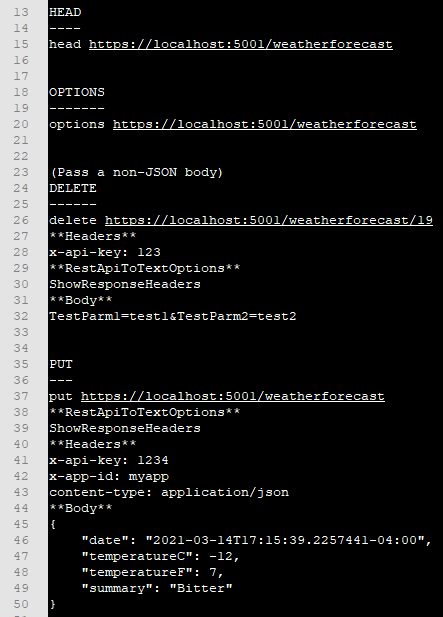 13 HEAD
14 ----
15 head https://localhost:5001/weatherforecast
16
17
18 OPTIONS
19 -------
20 options https://localhost:5001/weatherforecast
21
22
23 (Pass a non-JSON body)
24 DELETE
25 ------
26 delete https://localhost:5001/weatherforecast/19
27 **Headers**
28 x-api-key: 123
29 **RestApiToTextOptions**
30 ShowResponseHeaders
31 **Body**
32 TestParm1=test1&TestParm2=test2
33
34
35 PUT
36 ---
37 put https://localhost:5001/weatherforecast
38 **RestApiToTextOptions**
39 ShowResponseHeaders
40 **Headers**
41 x-api-key: 1234
42 x-app-id: myapp
43 content-type: application/json
44 **Body**
45 {
46     "date": "2021-03-14T17:15:39.2257441-04:00",
47     "temperatureC": -12,
48     "temperatureF": 7,
49     "summary": "Bitter"
50 }